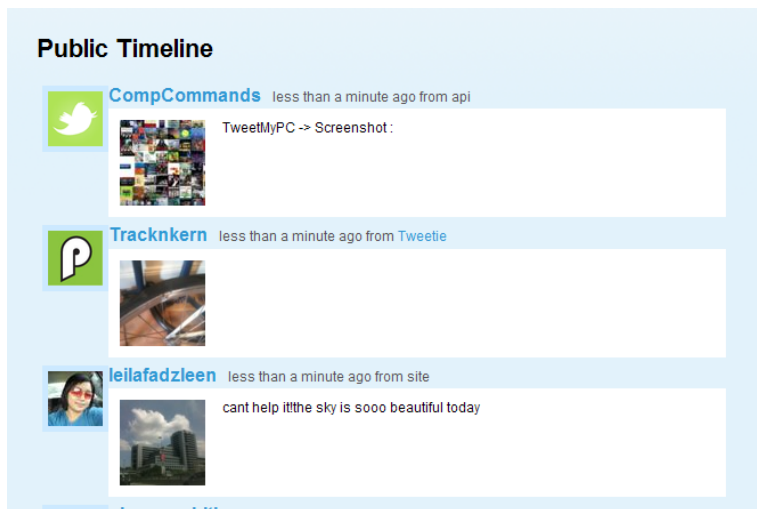 Public Timeline
CompCommands less than a minute ago from api
TweetMyPC -> Screenshot :
Tracknkern less than a minute ago from Tweetie
leilafadzleen less than a minute ago from site
cant help it!the sky is sooo beautiful today